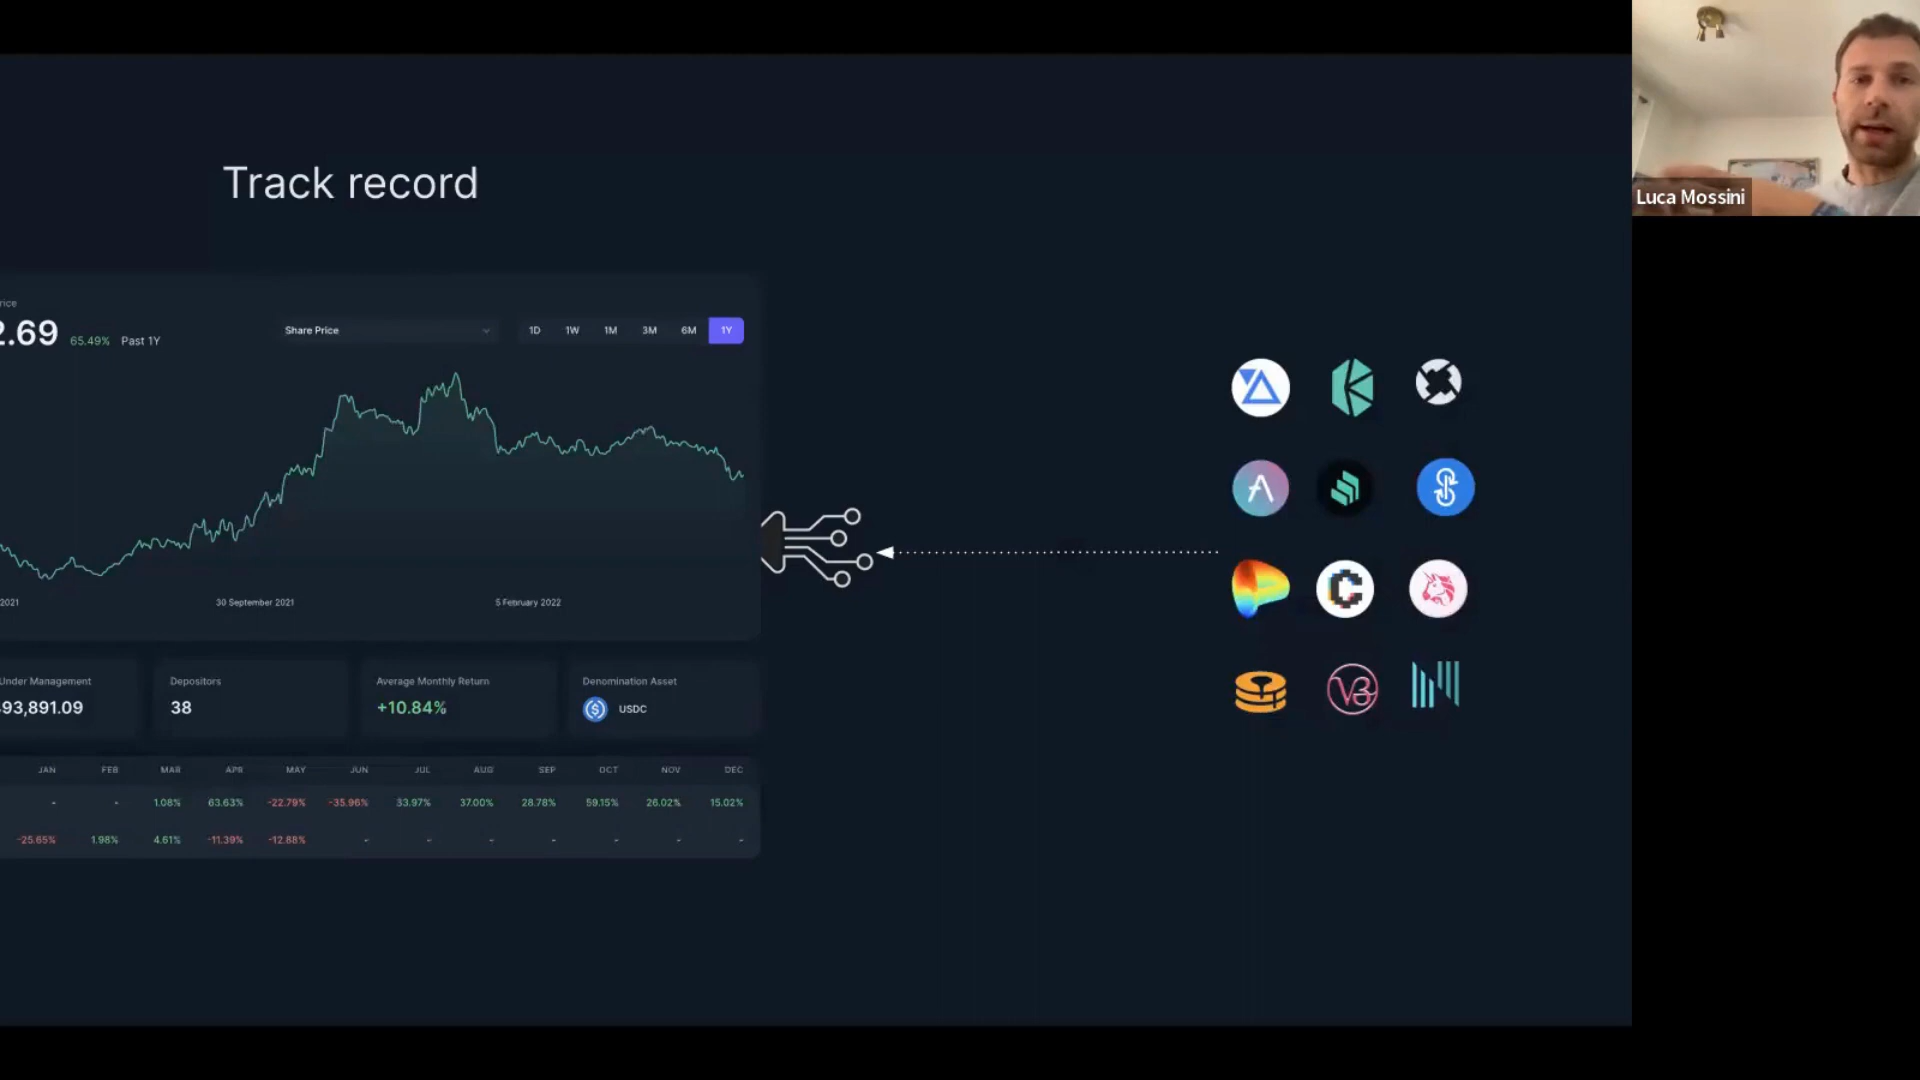 Luca Mossini
Track record
rice
2.69 65.49% Past 1Y
Share Price
1D 1W 1M 3M 6M 1Y
2021 30 September 2021 5 February 2022
Under Management Depositors Average Monthly Return Denomination Asset
93,891.09 38 +10.84% USDC
JAN FEB MAR APR MAY JUN JUL AUG SEP OCT NOV DEC
- - 1.08% 63.63% -22.79% -35.96% 33.97% 37.00% 28.78% 59.15% 26.02% 15.02%
-25.65% 1.98% 4.61% -11.39% -12.88% - - - - - - -
V3